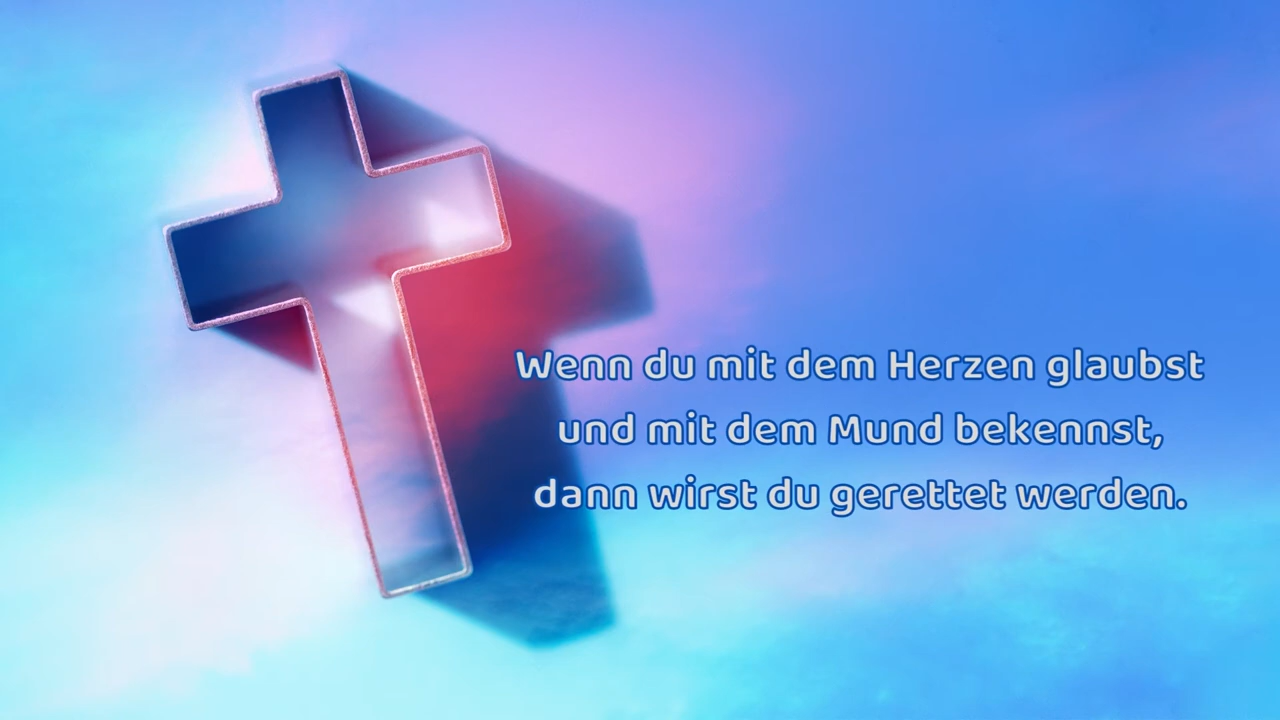 Wenn du mit dem Herzen glaubst
und mit dem Mund bekennst,
dann wirst du gerettet werden.